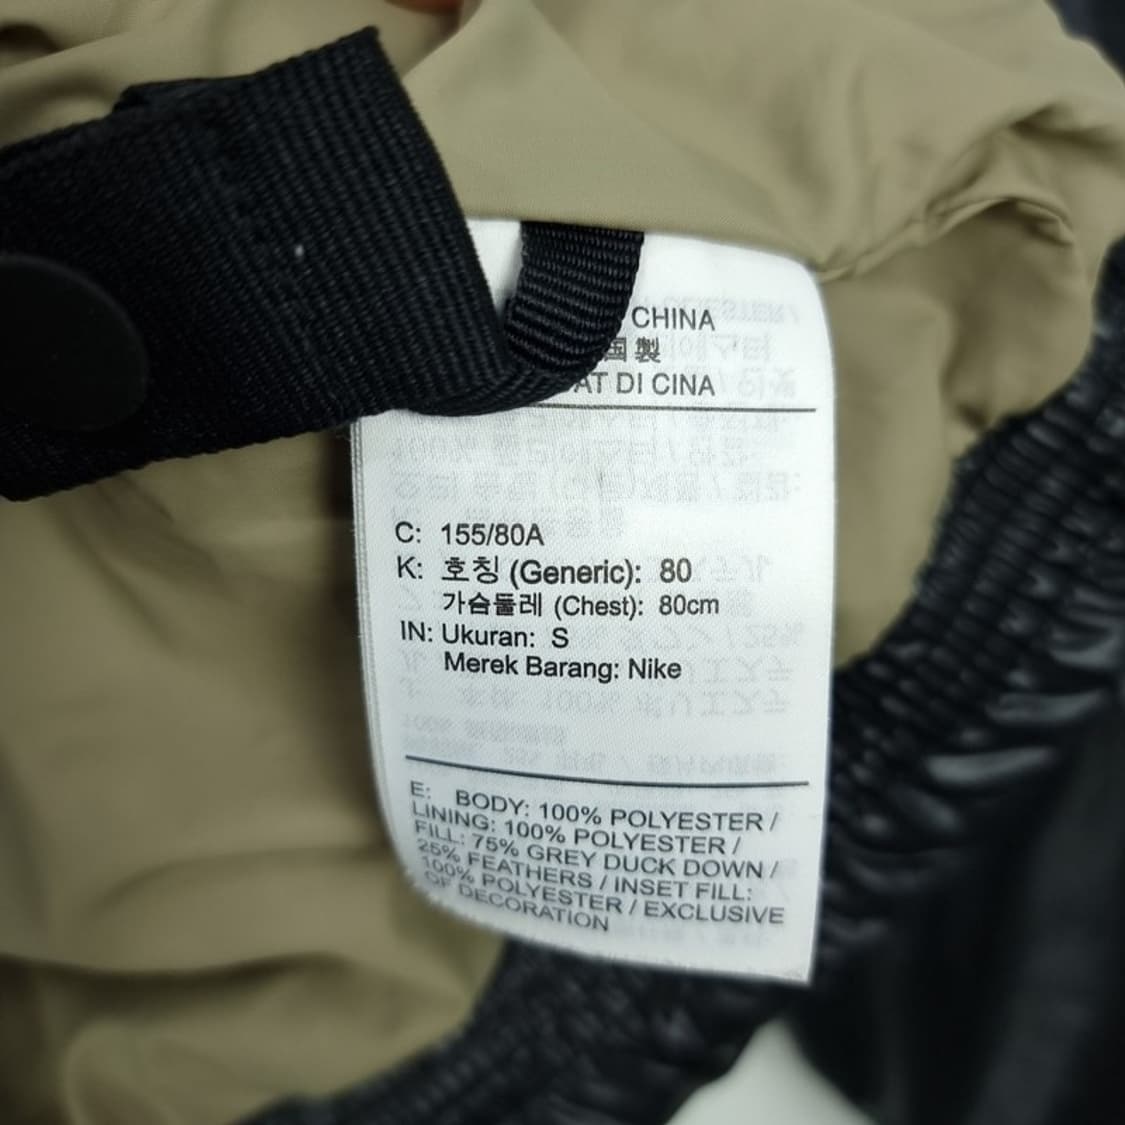 CHINA
国製
AT DI CINA
C: 155/80A
K: 호칭 (Generic): 80
가슴둘레 (Chest): 80cm
IN: Ukuran: S
Merek Barang: Nike
E: BODY: 100% POLYESTER /
LINING: 100% POLYESTER /
FILL: 75% GREY DUCK DOWN /
25% FEATHERS / INSET FILL:
100% POLYESTER / EXCLUSIVE
OF DECORATION